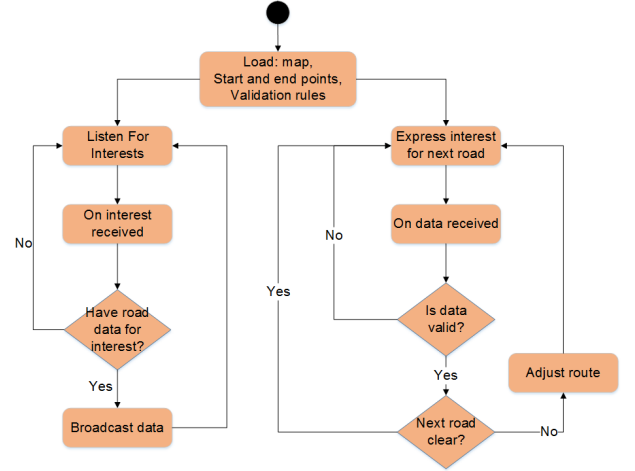 Load: map,
Start and end points,
Validation rules
Listen For
Interests
On interest
received
No
Have road
data for
interest?
Yes
Broadcast data
Express interest
for next road
On data received
No
Yes
Is data
valid?
Yes
Adjust route
Next road
clear?
No